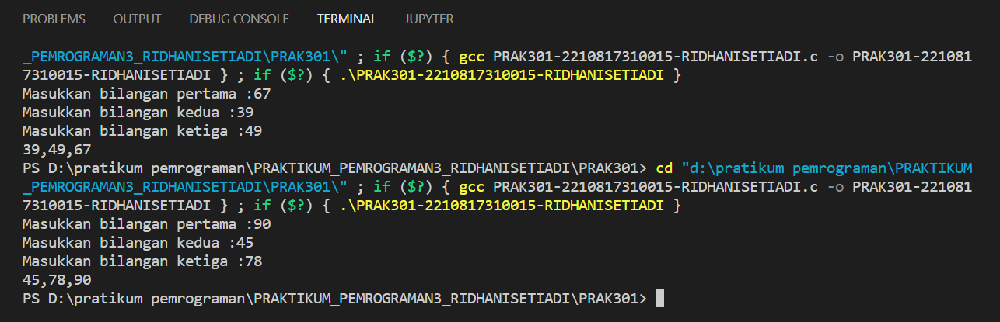 PROBLEMS OUTPUT DEBUG CONSOLE TERMINAL JUPYTER
_PEMROGRAMAN3_RIDHANISETIADI\PRAK301\" ; if ($?) { gcc PRAK301-2210817310015-RIDHANISETIADI.c -o PRAK301-221081
7310015-RIDHANISETIADI } ; if ($?) { .\PRAK301-2210817310015-RIDHANISETIADI }
Masukkan bilangan pertama :67
Masukkan bilangan kedua :39
Masukkan bilangan ketiga :49
39,49,67
PS D:\pratikum pemrograman\PRAKTIKUM_PEMROGRAMAN3_RIDHANISETIADI\PRAK301> cd "d:\pratikum pemrograman\PRAKTIKUM
_PEMROGRAMAN3_RIDHANISETIADI\PRAK301\" ; if ($?) { gcc PRAK301-2210817310015-RIDHANISETIADI.c -o PRAK301-221081
7310015-RIDHANISETIADI } ; if ($?) { .\PRAK301-2210817310015-RIDHANISETIADI }
Masukkan bilangan pertama :90
Masukkan bilangan kedua :45
Masukkan bilangan ketiga :78
45,78,90
PS D:\pratikum pemrograman\PRAKTIKUM_PEMROGRAMAN3_RIDHANISETIADI\PRAK301>